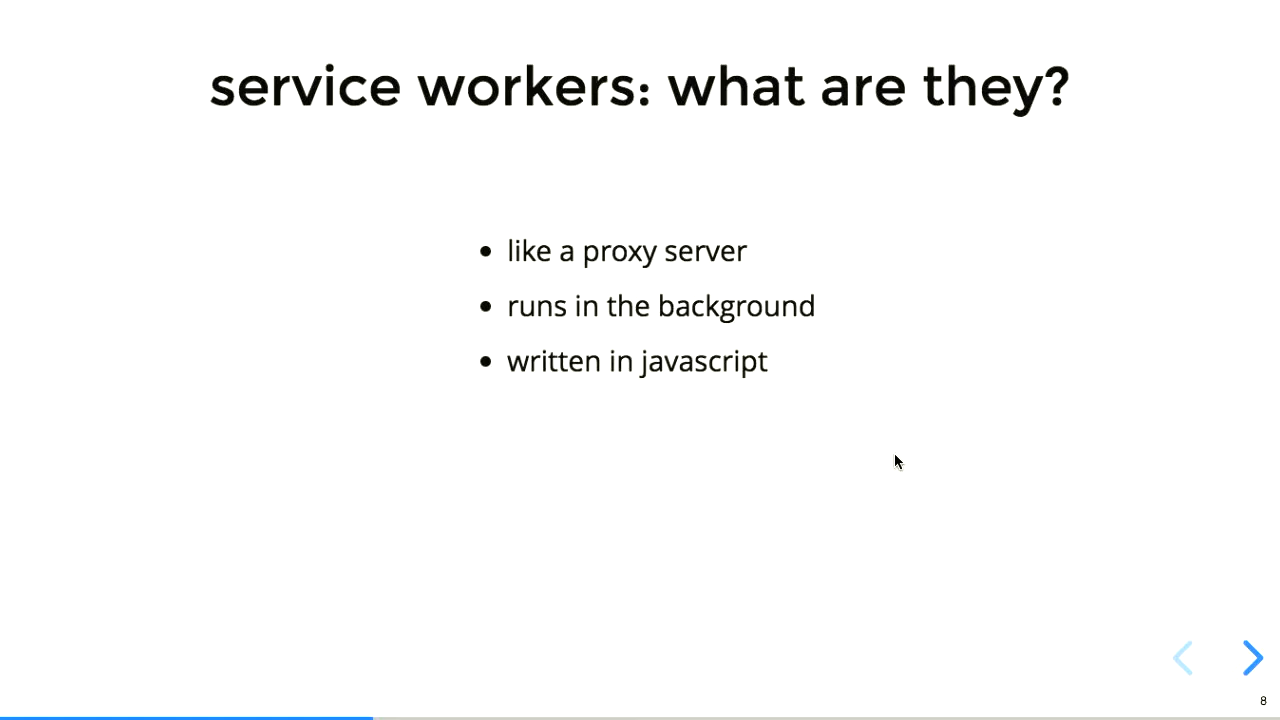 service workers: what are they?
like a proxy server
runs in the background
written in javascript
8